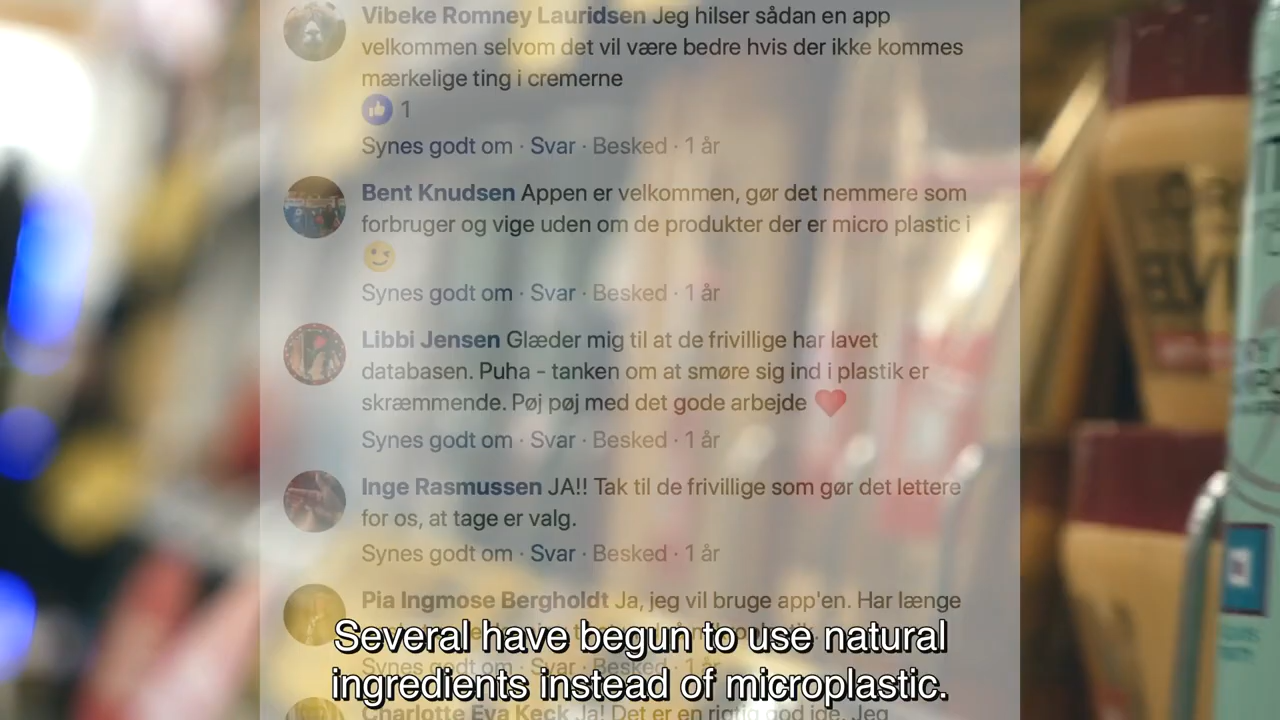 Vibeke Romney Lauridsen Jeg hilser sådan en app
velkommen selvom det vil være bedre hvis der ikke kommes
mærkelige ting i cremerne
1
Synes godt om · Svar · Besked · 1 år
Bent Knudsen Appen er velkommen, gør det nemmere som
forbruger og vige uden om de produkter der er micro plastic i
😉
Synes godt om · Svar · Besked · 1 år
Libbi Jensen Glæder mig til at de frivillige har lavet
databasen. Puha - tanken om at smøre sig ind i plastik er
skræmmende. Pøj pøj med det gode arbejde ❤️
Synes godt om · Svar · Besked · 1 år
Inge Rasmussen JA!! Tak til de frivillige som gør det lettere
for os, at tage er valg.
Synes godt om · Svar · Besked · 1 år
Pia Ingmose Bergholdt Ja, jeg vil bruge app'en. Har længe
Synes godt om · Svar · Besked · 1 år
Several have begun to use natural
ingredients instead of microplastic.
Charlotte Eva Keck Ja! Det er en rigtig god ide. Jeg